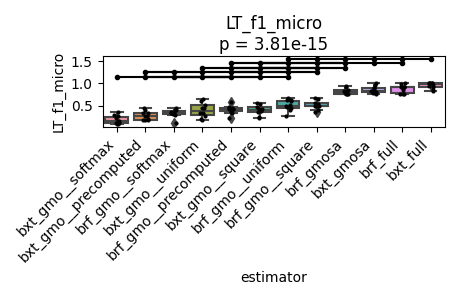 LT_f1_micro
p = 3.81e-15
LT_f1_micro
1.5
1.0
0.5
bxt_gmo__softmax
bxt_gmo__precomputed
brf_gmo__softmax
bxt_gmo__uniform
brf_gmo__precomputed
bxt_gmo__square
brf_gmo__uniform
brf_gmo__square
brf_gmosa
bxt_gmosa
brf_full
bxt_full
estimator